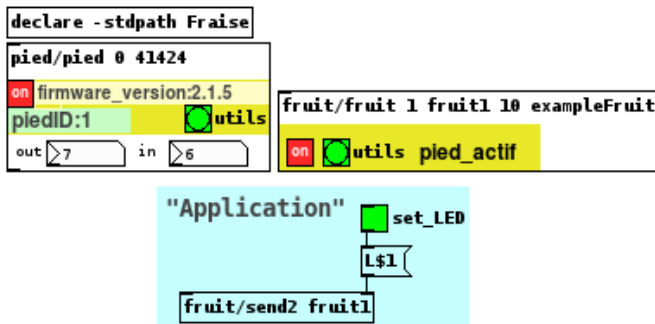 declare -stdpath Fraise
pied/pied 0 41424
on firmware_version:2.1.5
piedID:1 utils
out 7 in 6
fruit/fruit 1 fruit1 10 exampleFruit
on utils pied_actif
"Application"
set_LED
L$1
fruit/send2 fruit1